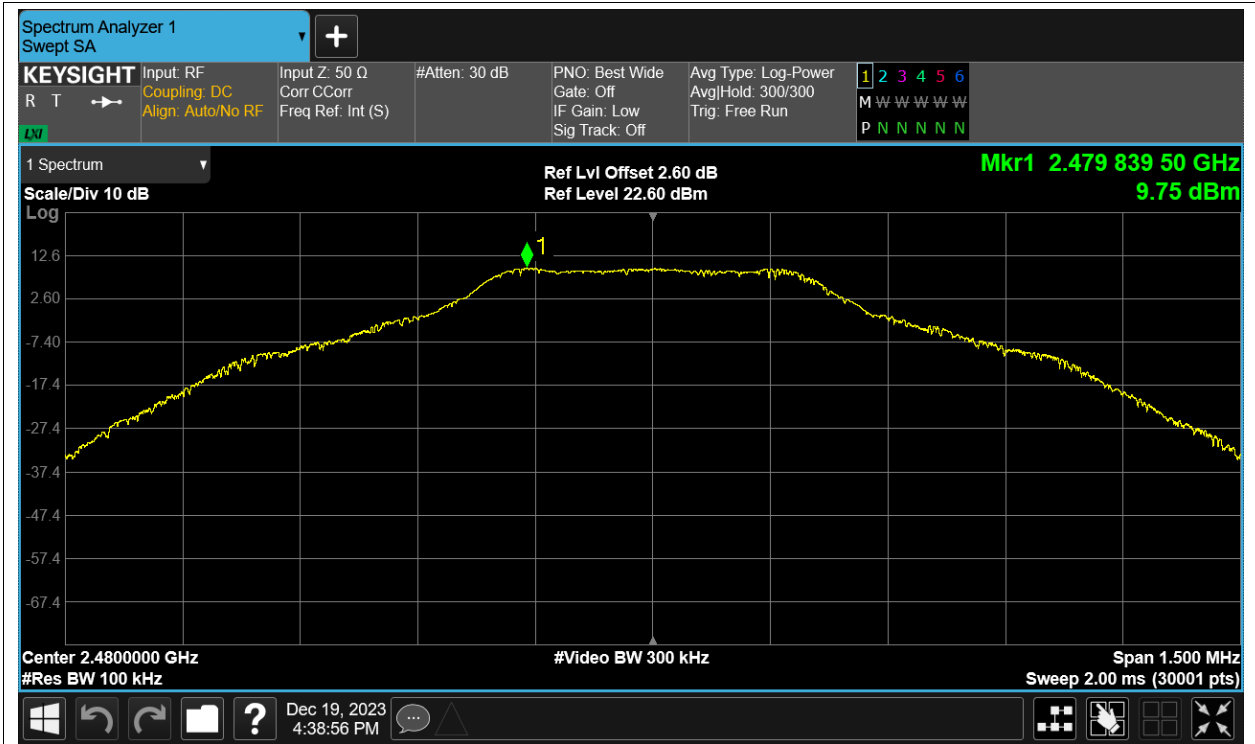 Spectrum Analyzer 1
Swept SA
KEYSIGHT
R T
LXI
Input: RF
Coupling: DC
Align: Auto/No RF
Input Z: 50 Ω
Corr CCorr
Freq Ref: Int (S)
#Atten: 30 dB
PNO: Best Wide
Gate: Off
IF Gain: Low
Sig Track: Off
Avg Type: Log-Power
Avg|Hold: 300/300
Trig: Free Run
1 2 3 4 5 6
M W W W W W
P N N N N N
1 Spectrum
Scale/Div 10 dB
Ref Lvl Offset 2.60 dB
Ref Level 22.60 dBm
Mkr1 2.479 839 50 GHz
9.75 dBm
Log
1
12.6
2.60
-7.40
-17.4
-27.4
-37.4
-47.4
-57.4
-67.4
Center 2.4800000 GHz
#Video BW 300 kHz
Span 1.500 MHz
#Res BW 100 kHz
Sweep 2.00 ms (30001 pts)
?
Dec 19, 2023
4:38:56 PM